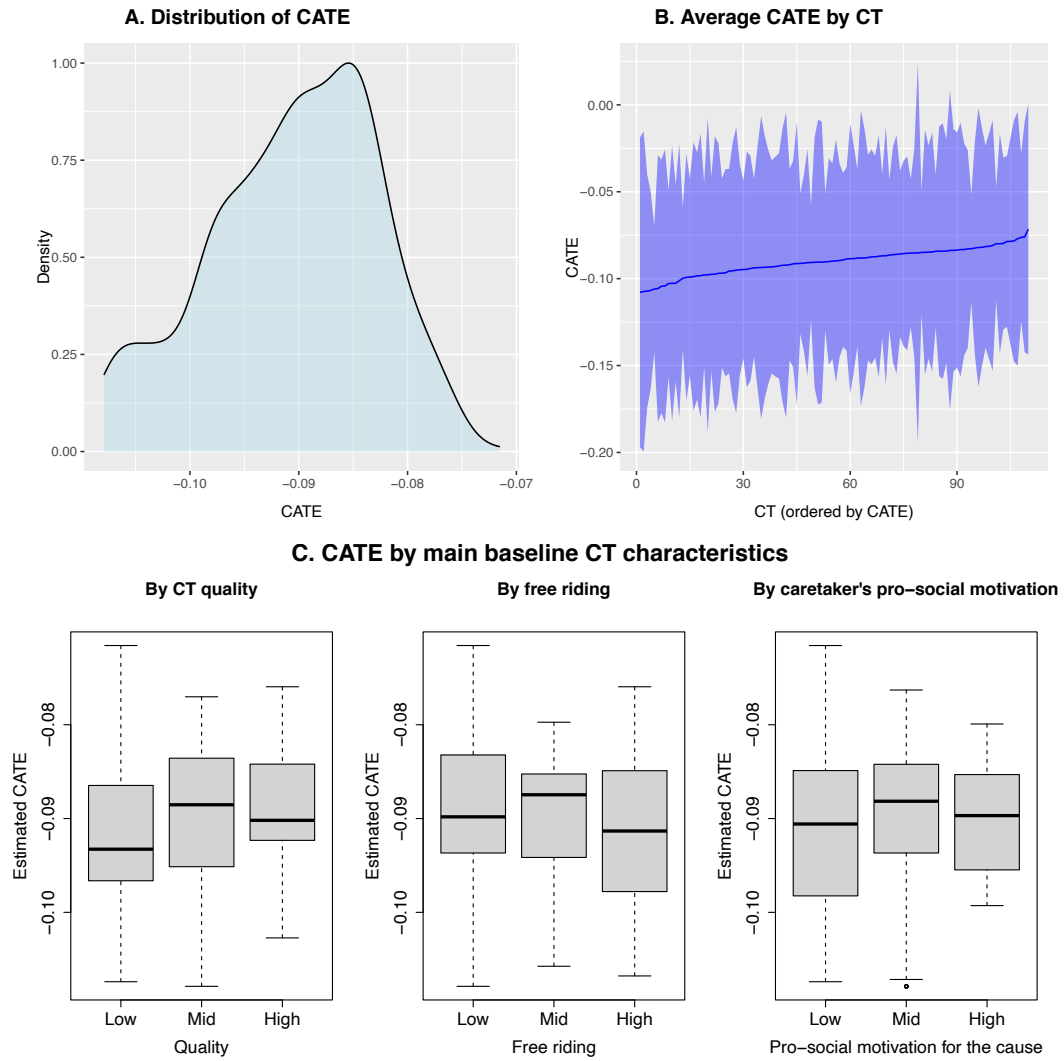 A. Distribution of CATE
1.00
0.75
0.50
0.25
0.00
Density
−0.10 −0.09 −0.08 −0.07
CATE
B. Average CATE by CT
0.00
−0.05
−0.10
−0.15
−0.20
CATE
0 30 60 90
CT (ordered by CATE)
C. CATE by main baseline CT characteristics
By CT quality
−0.08
−0.09
−0.10
Estimated CATE
Low Mid High
Quality
By free riding
−0.08
−0.09
−0.10
Estimated CATE
Low Mid High
Free riding
By caretaker's pro−social motivation
−0.08
−0.09
−0.10
Estimated CATE
Low Mid High
Pro−social motivation for the cause